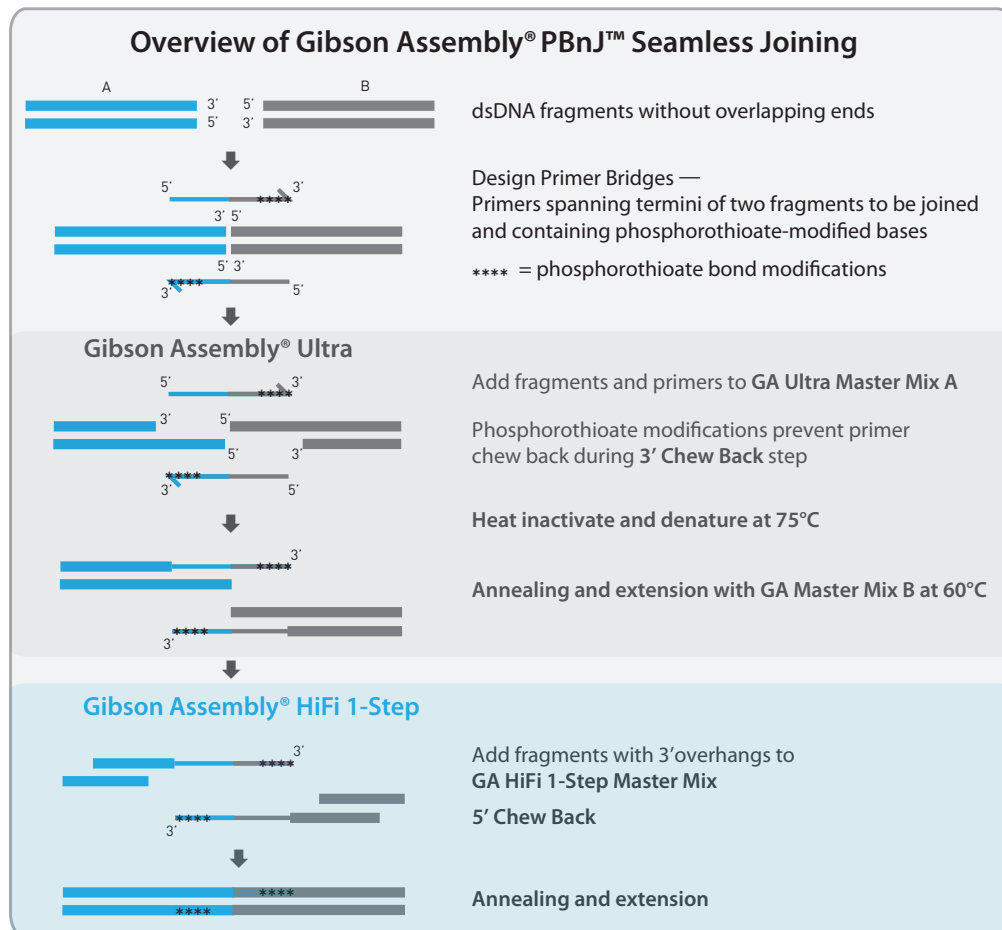 Overview of Gibson Assembly® PBnJ™ Seamless Joining
A B
3’ 5’
5’ 3’
dsDNA fragments without overlapping ends
5’ 3’
****
3’ 5’
5’ 3’
****
3’ 5’
Design Primer Bridges —
Primers spanning termini of two fragments to be joined
and containing phosphorothioate-modified bases
**** = phosphorothioate bond modifications
Gibson Assembly® Ultra
5’ 3’
****
3’ 5’
5’ 3’
****
3’ 5’
Add fragments and primers to GA Ultra Master Mix A
Phosphorothioate modifications prevent primer
chew back during 3’ Chew Back step
Heat inactivate and denature at 75°C
3’
****
Annealing and extension with GA Master Mix B at 60°C
****
3’
Gibson Assembly® HiFi 1-Step
3’
****
****
3’
Add fragments with 3’overhangs to
GA HiFi 1-Step Master Mix
5’ Chew Back
****
****
Annealing and extension